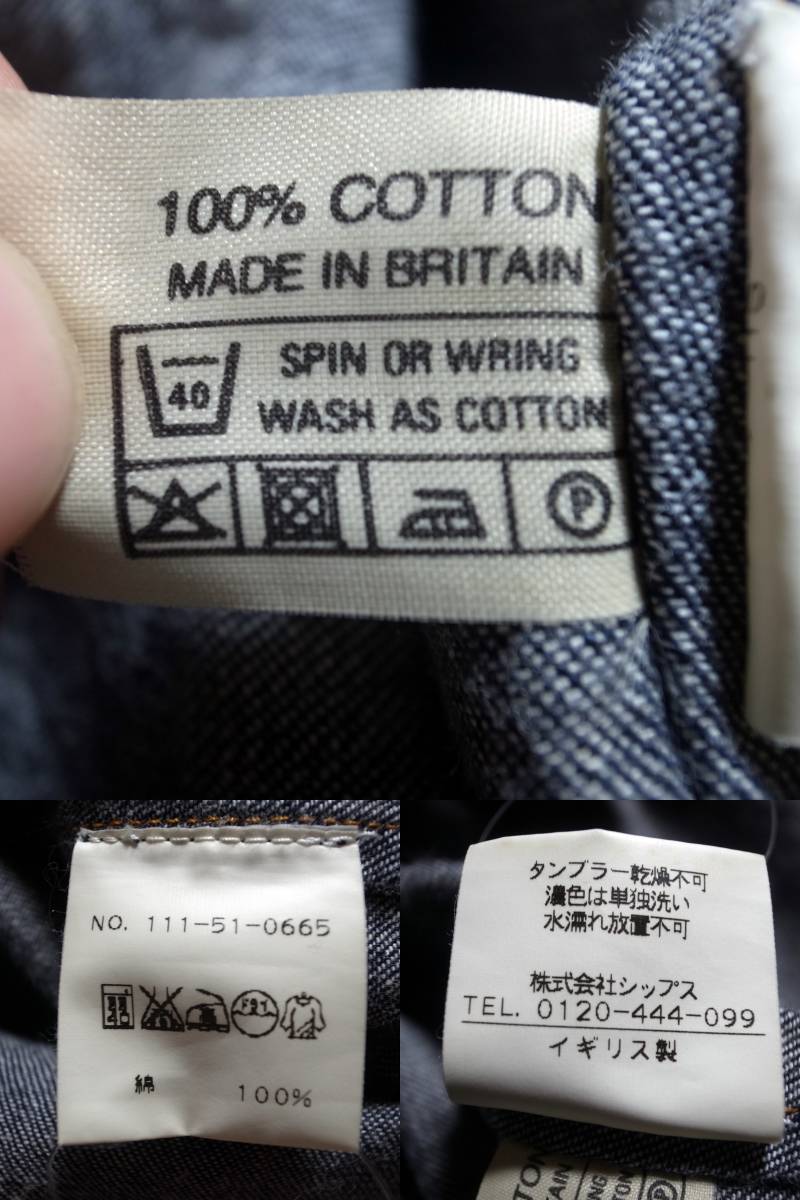 100% COTTON
MADE IN BRITAIN
40
SPIN OR WRING
WASH AS COTTON
P
NO. 111-51-0665
40
綿 100%
タンブラー乾燥不可
濃色は単独洗い
水濡れ放置不可
株式会社シップス
TEL. 0120-444-099
イギリス製